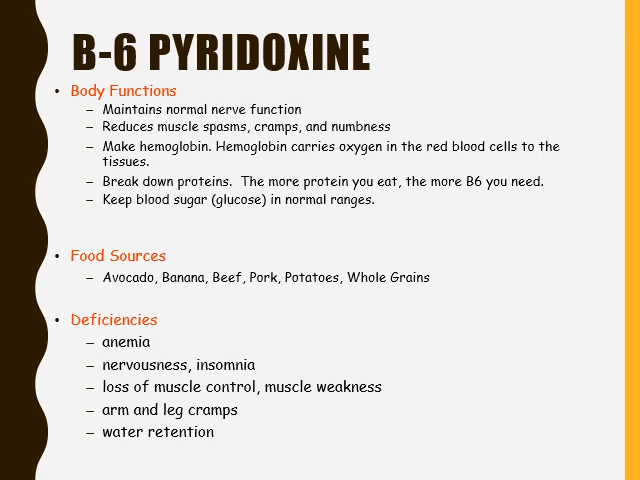 B-6 PYRIDOXINE
• Body Functions
– Maintains normal nerve function
– Reduces muscle spasms, cramps, and numbness
– Make hemoglobin. Hemoglobin carries oxygen in the red blood cells to the
tissues.
– Break down proteins.  The more protein you eat, the more B6 you need.
– Keep blood sugar (glucose) in normal ranges.
• Food Sources
– Avocado, Banana, Beef, Pork, Potatoes, Whole Grains
• Deficiencies
– anemia
– nervousness, insomnia
– loss of muscle control, muscle weakness
– arm and leg cramps
– water retention